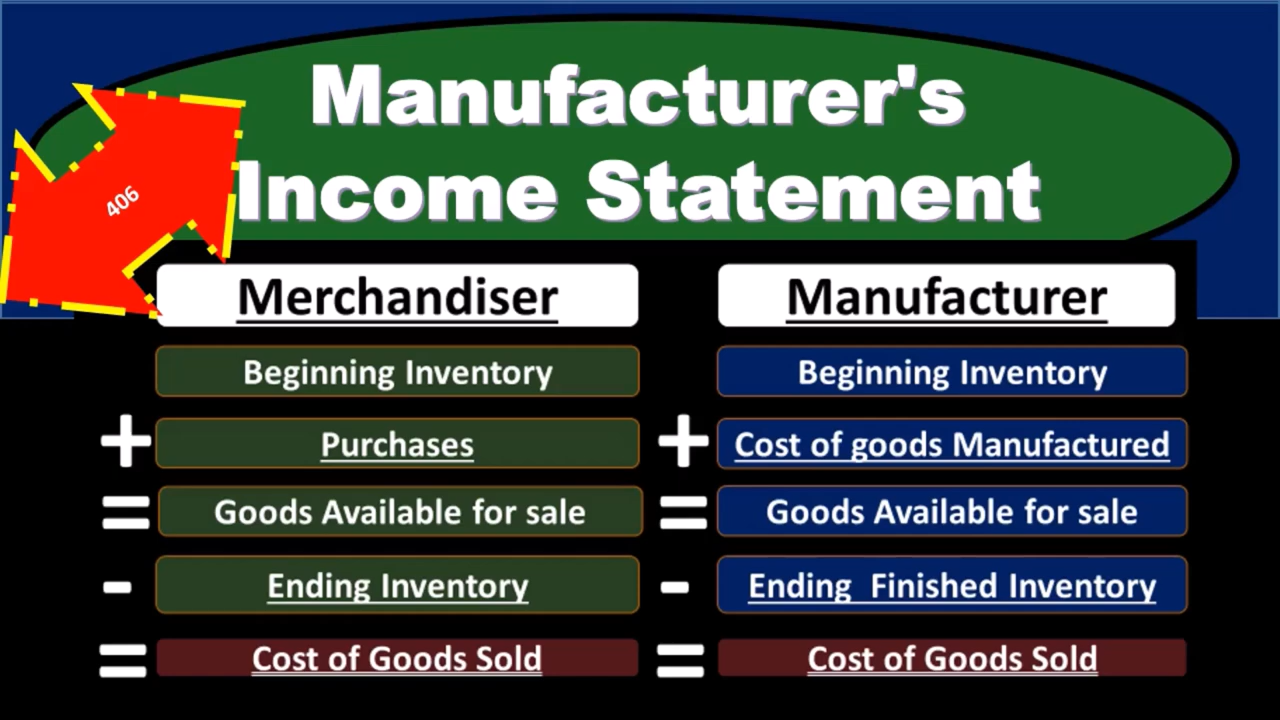 Manufacturer's
Income Statement
406
Merchandiser Manufacturer
Beginning Inventory Beginning Inventory
+ Purchases + Cost of goods Manufactured
= Goods Available for sale = Goods Available for sale
- Ending Inventory - Ending  Finished Inventory
= Cost of Goods Sold = Cost of Goods Sold